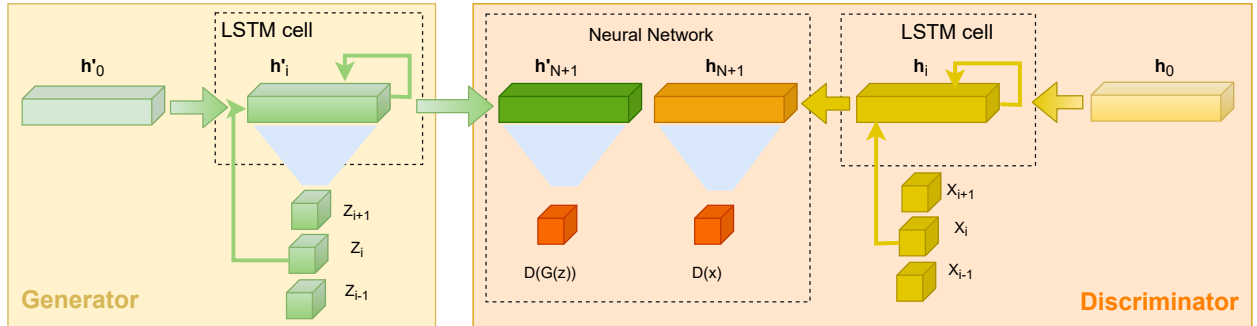 LSTM cell
h'0
h'i
Zi+1
Zi
Zi-1
Generator
Neural Network
h'N+1
hN+1
D(G(z))
D(x)
LSTM cell
hi
h0
Xi+1
Xi
Xi-1
Discriminator